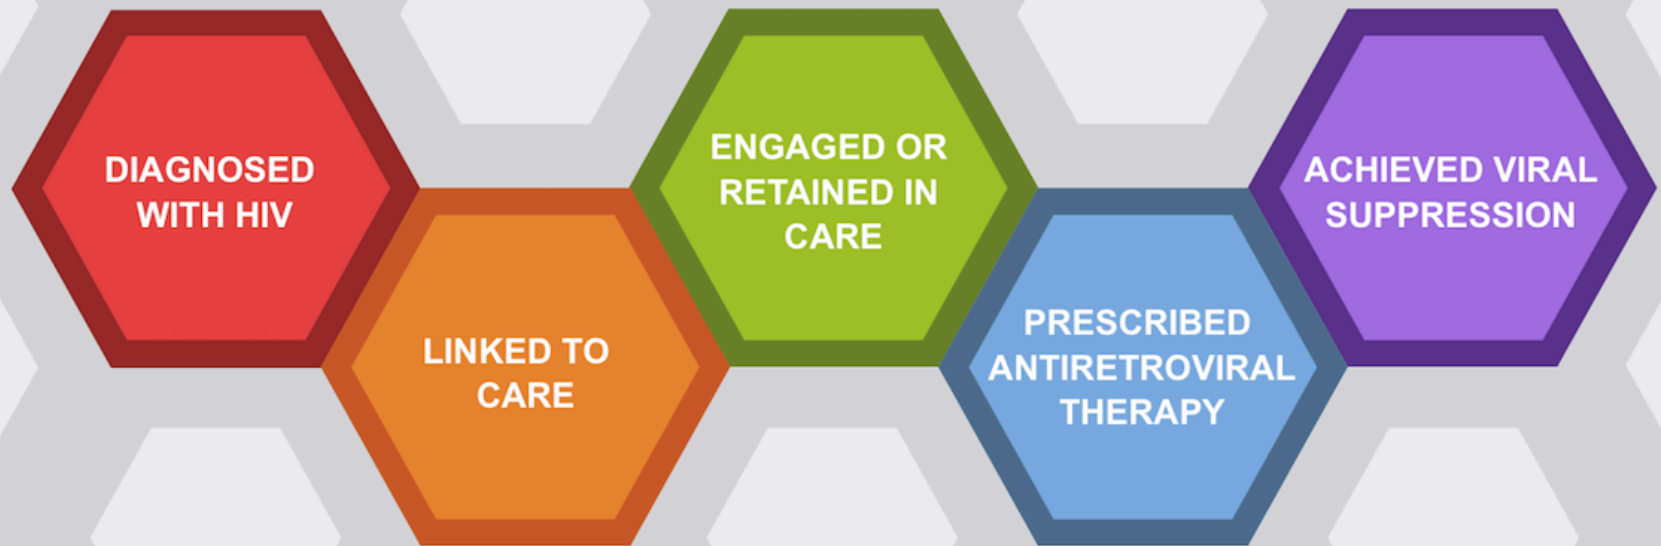 DIAGNOSED
WITH HIV
LINKED TO
CARE
ENGAGED OR
RETAINED IN
CARE
PRESCRIBED
ANTIRETROVIRAL
THERAPY
ACHIEVED VIRAL
SUPPRESSION